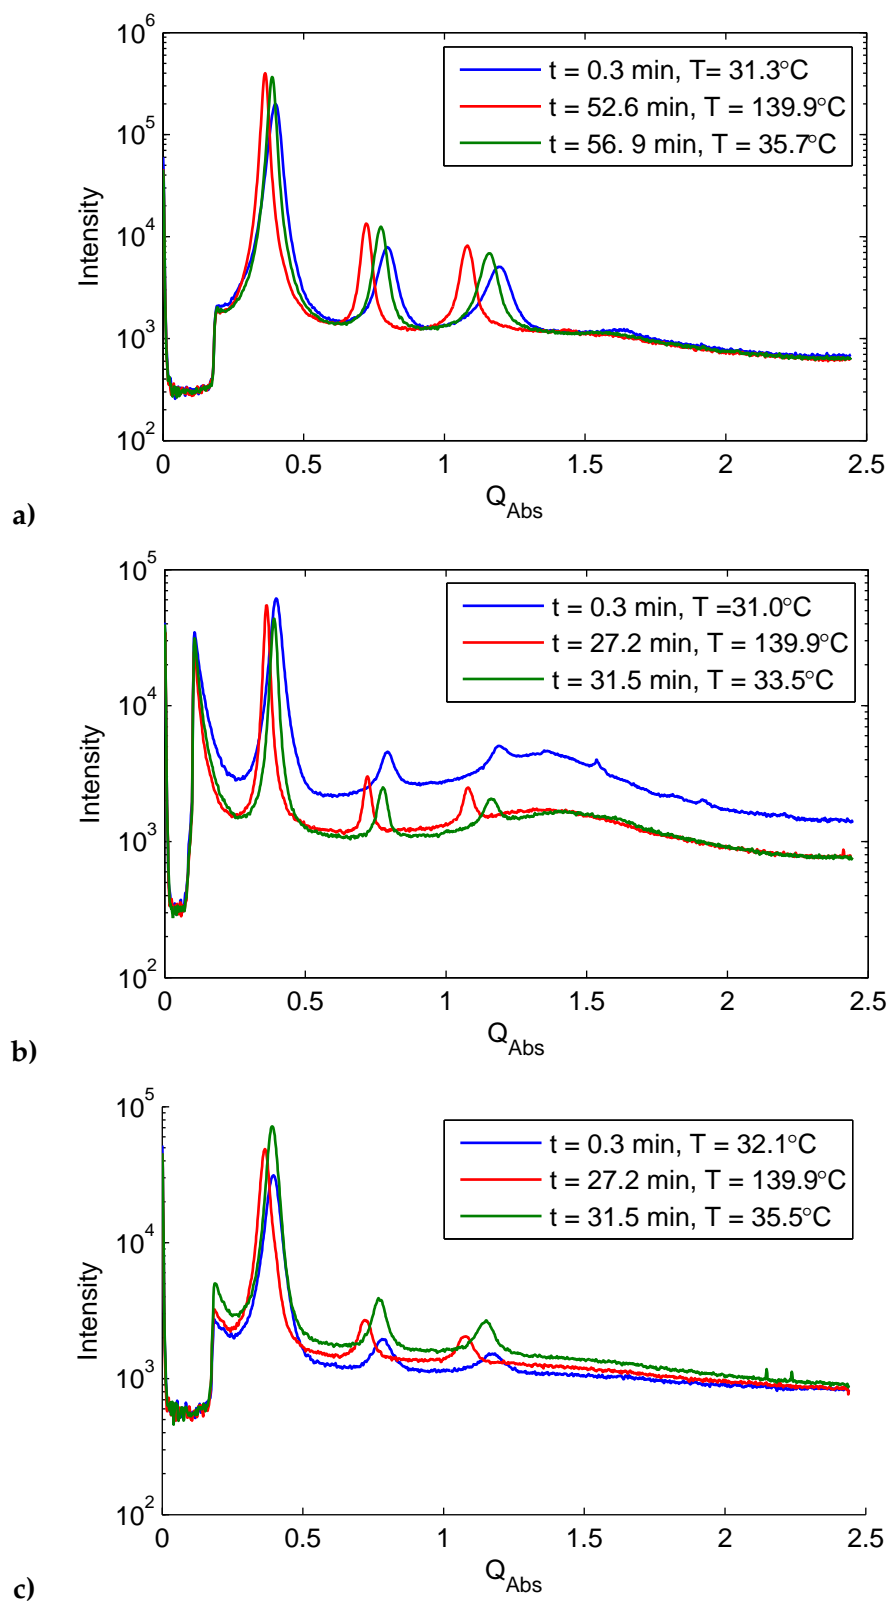 10^6
10^5
10^4
10^3
10^2
Intensity
t = 0.3 min, T= 31.3°C
t = 52.6 min, T = 139.9°C
t = 56. 9 min, T = 35.7°C
0 0.5 1 1.5 2 2.5
Q_Abs
a)
10^5
10^4
10^3
10^2
Intensity
t = 0.3 min, T =31.0°C
t = 27.2 min, T = 139.9°C
t = 31.5 min, T = 33.5°C
0 0.5 1 1.5 2 2.5
Q_Abs
b)
10^5
10^4
10^3
10^2
Intensity
t = 0.3 min, T = 32.1°C
t = 27.2 min, T = 139.9°C
t = 31.5 min, T = 35.5°C
0 0.5 1 1.5 2 2.5
Q_Abs
c)